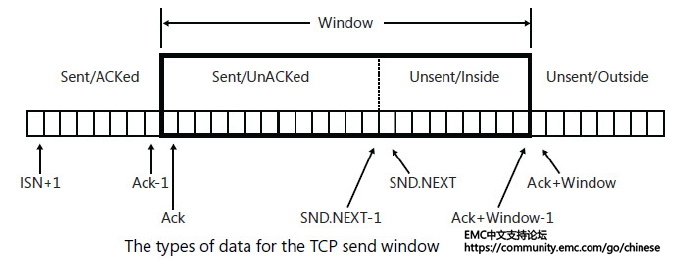 Window
Sent/ACKed
Sent/UnACKed
Unsent/Inside
Unsent/Outside
ISN+1
Ack-1
SND.NEXT
Ack+Window
Ack
SND.NEXT-1
Ack+Window-1
The types of data for the TCP send window
EMC中文支持论坛
https://community.emc.com/go/chinese